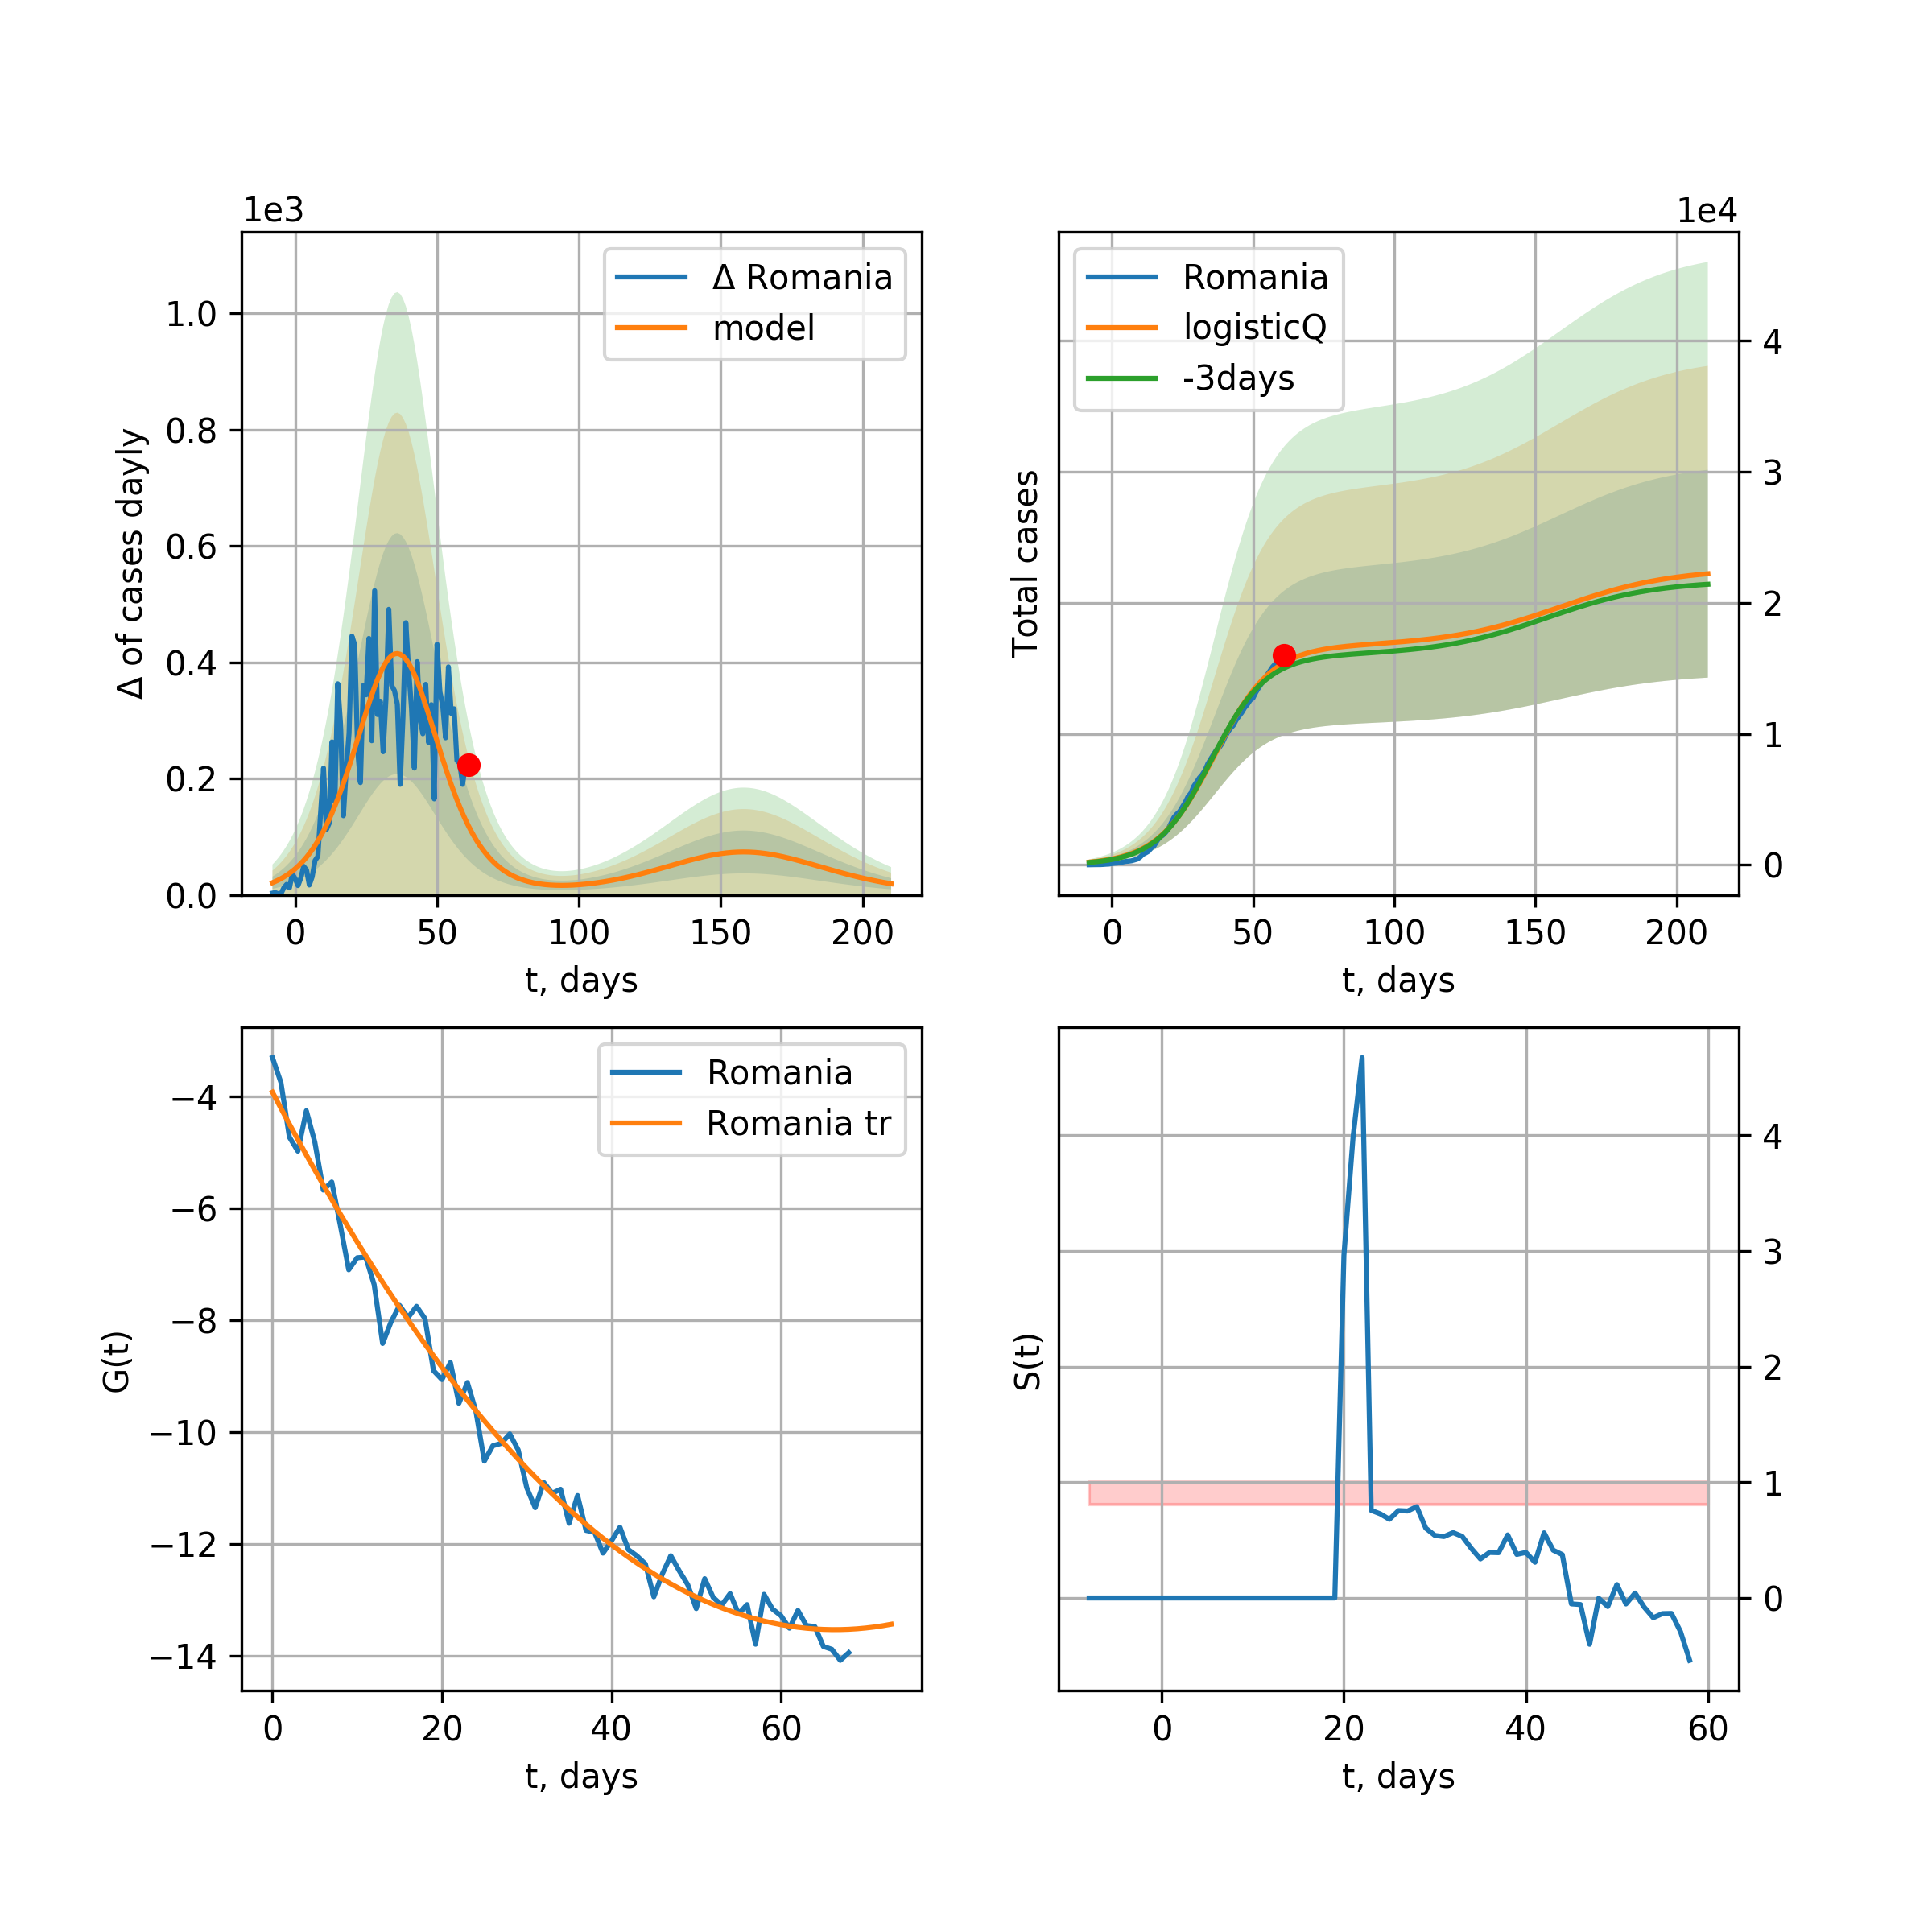 1e3
Δ of cases dayly
1.0
0.8
0.6
0.4
0.2
0.0
Δ Romania
model
0 50 100 150 200
t, days
1e4
Total cases
Romania
logisticQ
-3days
4
3
2
1
0
0 50 100 150 200
t, days
G(t)
−4
−6
−8
−10
−12
−14
Romania
Romania tr
0 20 40 60
t, days
S(t)
4
3
2
1
0
0 20 40 60
t, days